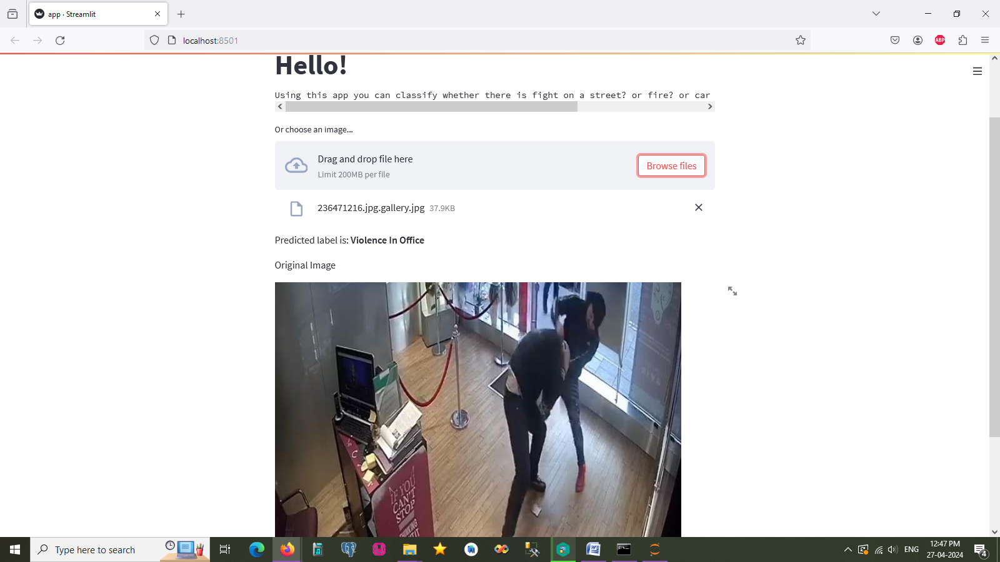 app · Streamlit
localhost:8501
ABP
Hello!
Using this app you can classify whether there is fight on a street? or fire? or car
Or choose an image...
Drag and drop file here
Limit 200MB per file
Browse files
236471216.jpg.gallery.jpg 37.9KB
Predicted label is: Violence In Office
Original Image
IF YOU
CAN'T
STOP
THINKING
Type here to search
ENG
12:47 PM
27-04-2024
4